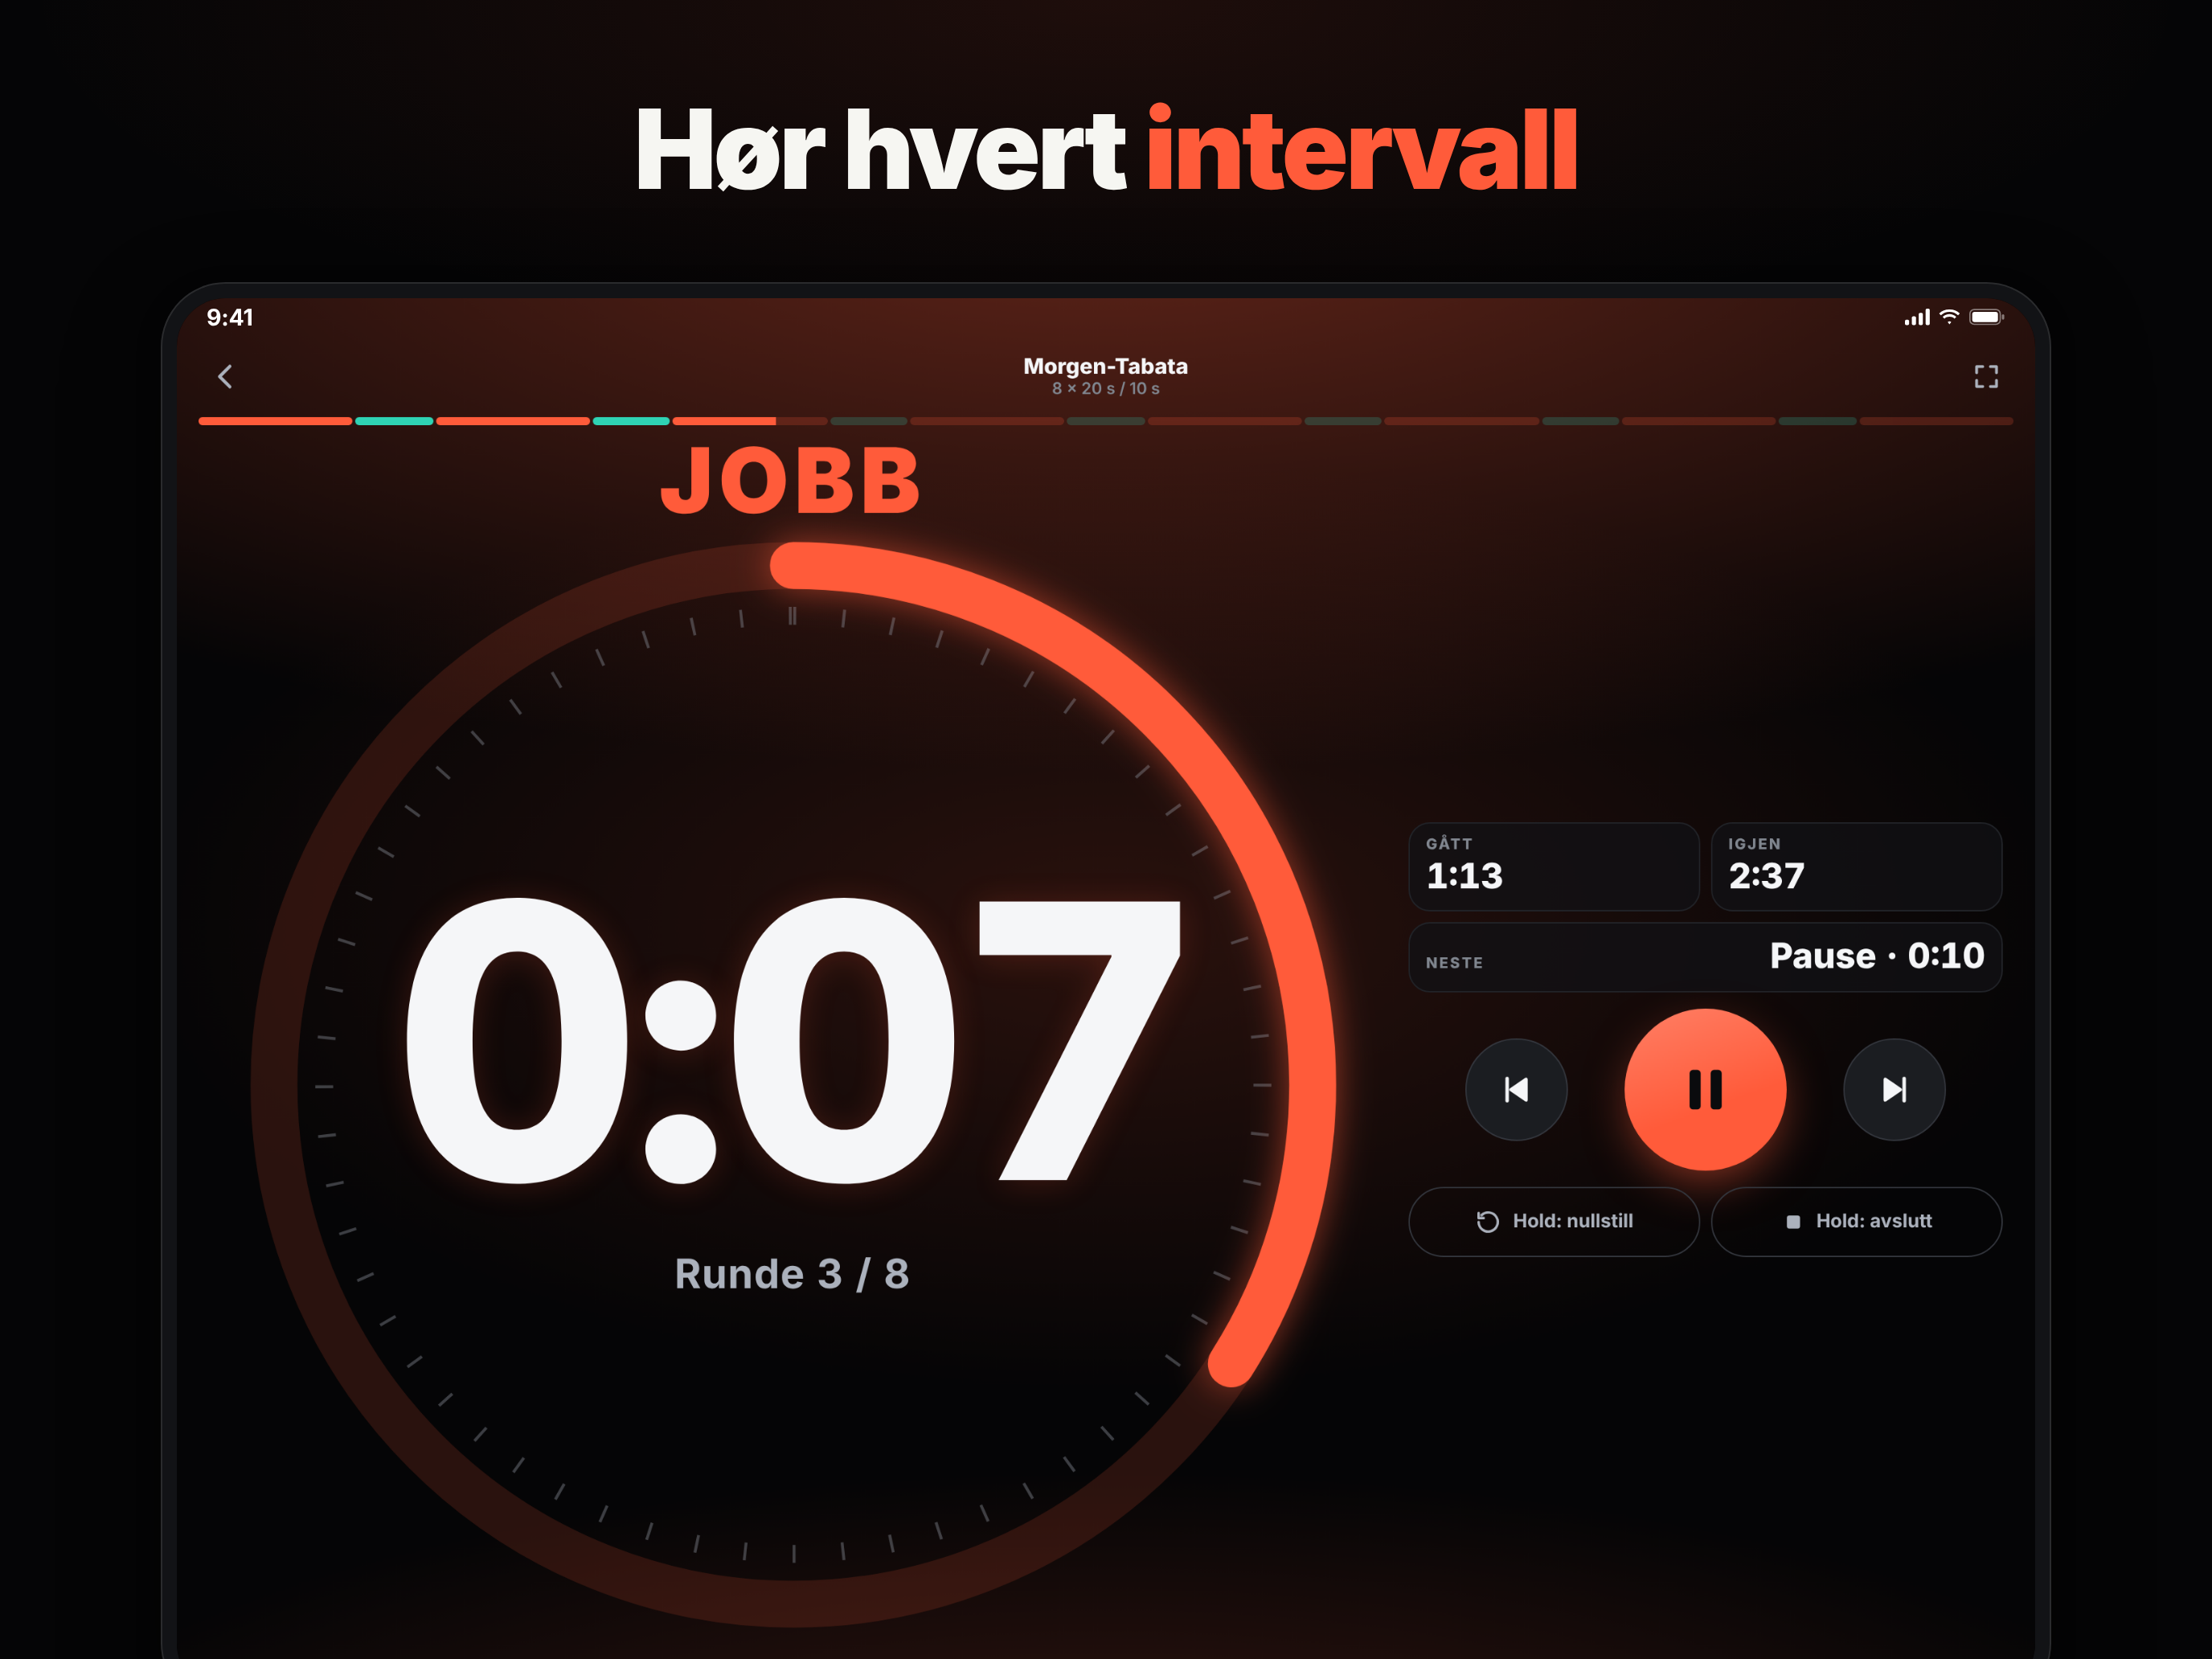 Hør hvert intervall
9:41
Morgen-Tabata
8 × 20 s / 10 s
JOBB
0:07
Runde 3 / 8
GÅTT
1:13
IGJEN
2:37
NESTE
Pause · 0:10
Hold: nullstill
Hold: avslutt